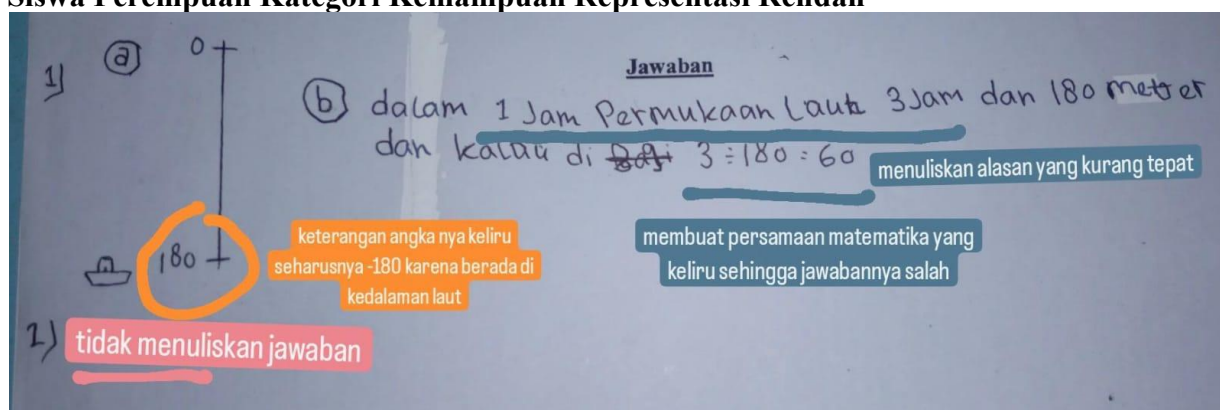 Siswa Perempuan Kategori Kemampuan Representasi Rendah
Jawaban
1) a
0
180
b dalam 1 Jam Permukaan Laut 3 Jam dan 180 metrer
dan kalau di 3 ÷ 180 = 60
menuliskan alasan yang kurang tepat
keterangan angka nya keliru
seharusnya -180 karena berada di
kedalaman laut
membuat persamaan matematika yang
keliru sehingga jawabannya salah
2) tidak menuliskan jawaban